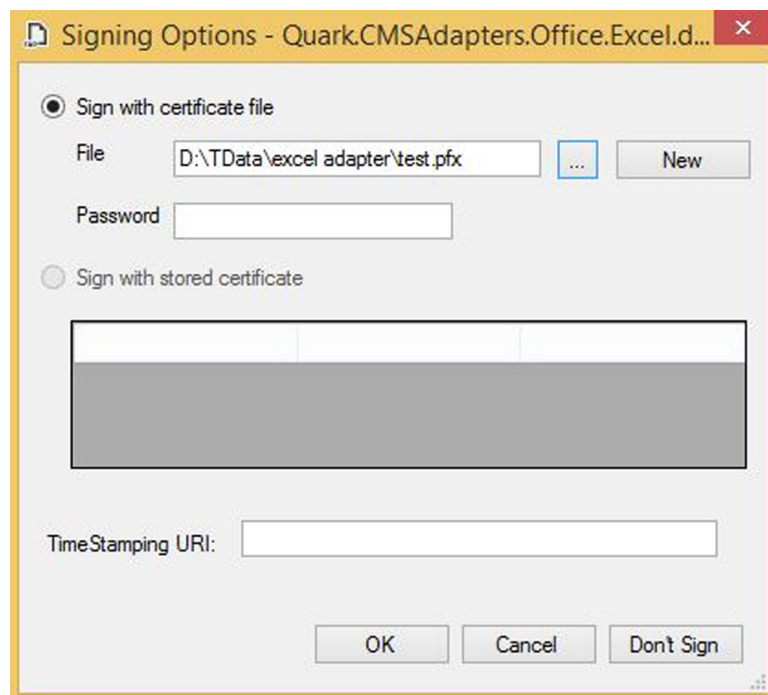 Signing Options - Quark.CMSAdapters.Office.Excel.d...
Sign with certificate file
File D:\TData\excel adapter\test.pfx ... New
Password
Sign with stored certificate
TimeStamping URI:
OK Cancel Don't Sign